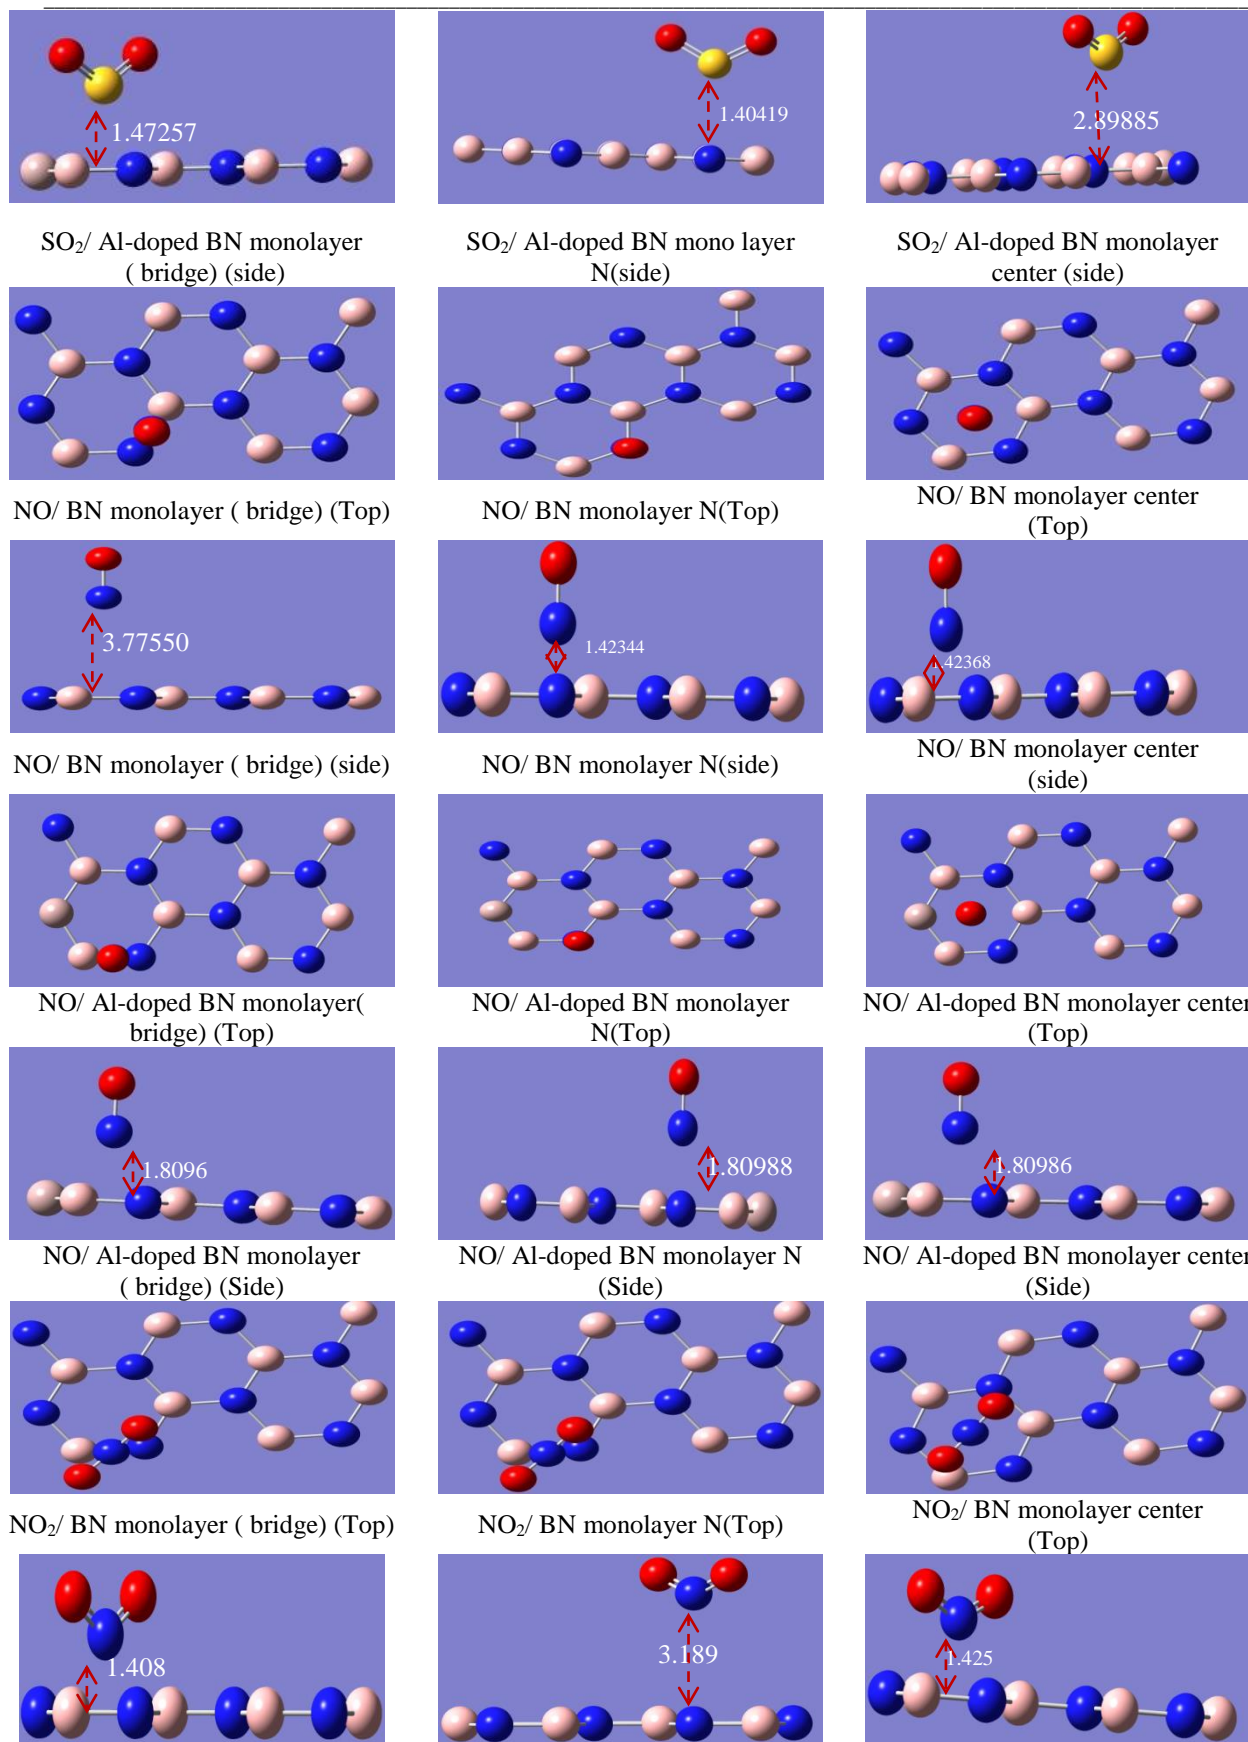 1.47257
1.40419
2.89885
SO₂/ Al-doped BN monolayer
( bridge) (side)
SO₂/ Al-doped BN mono layer
N(side)
SO₂/ Al-doped BN monolayer
center (side)
NO/ BN monolayer ( bridge) (Top)
NO/ BN monolayer N(Top)
NO/ BN monolayer center
(Top)
3.77550
1.42344
1.42368
NO/ BN monolayer ( bridge) (side)
NO/ BN monolayer N(side)
NO/ BN monolayer center
(side)
NO/ Al-doped BN monolayer(
bridge) (Top)
NO/ Al-doped BN monolayer
N(Top)
NO/ Al-doped BN monolayer center
(Top)
1.8096
1.80988
1.80986
NO/ Al-doped BN monolayer
( bridge) (Side)
NO/ Al-doped BN monolayer N
(Side)
NO/ Al-doped BN monolayer center
(Side)
NO₂/ BN monolayer ( bridge) (Top)
NO₂/ BN monolayer N(Top)
NO₂/ BN monolayer center
(Top)
1.408
3.189
1.425